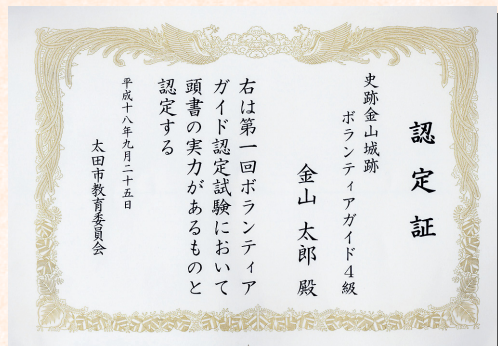 認定証
史跡金山城跡
ボランティアガイド4級
金山 太郎 殿
右は第一回ボランティア
ガイド認定試験において
頭書の実力があるものと
認定する
平成十八年九月二十五日
太田市教育委員会